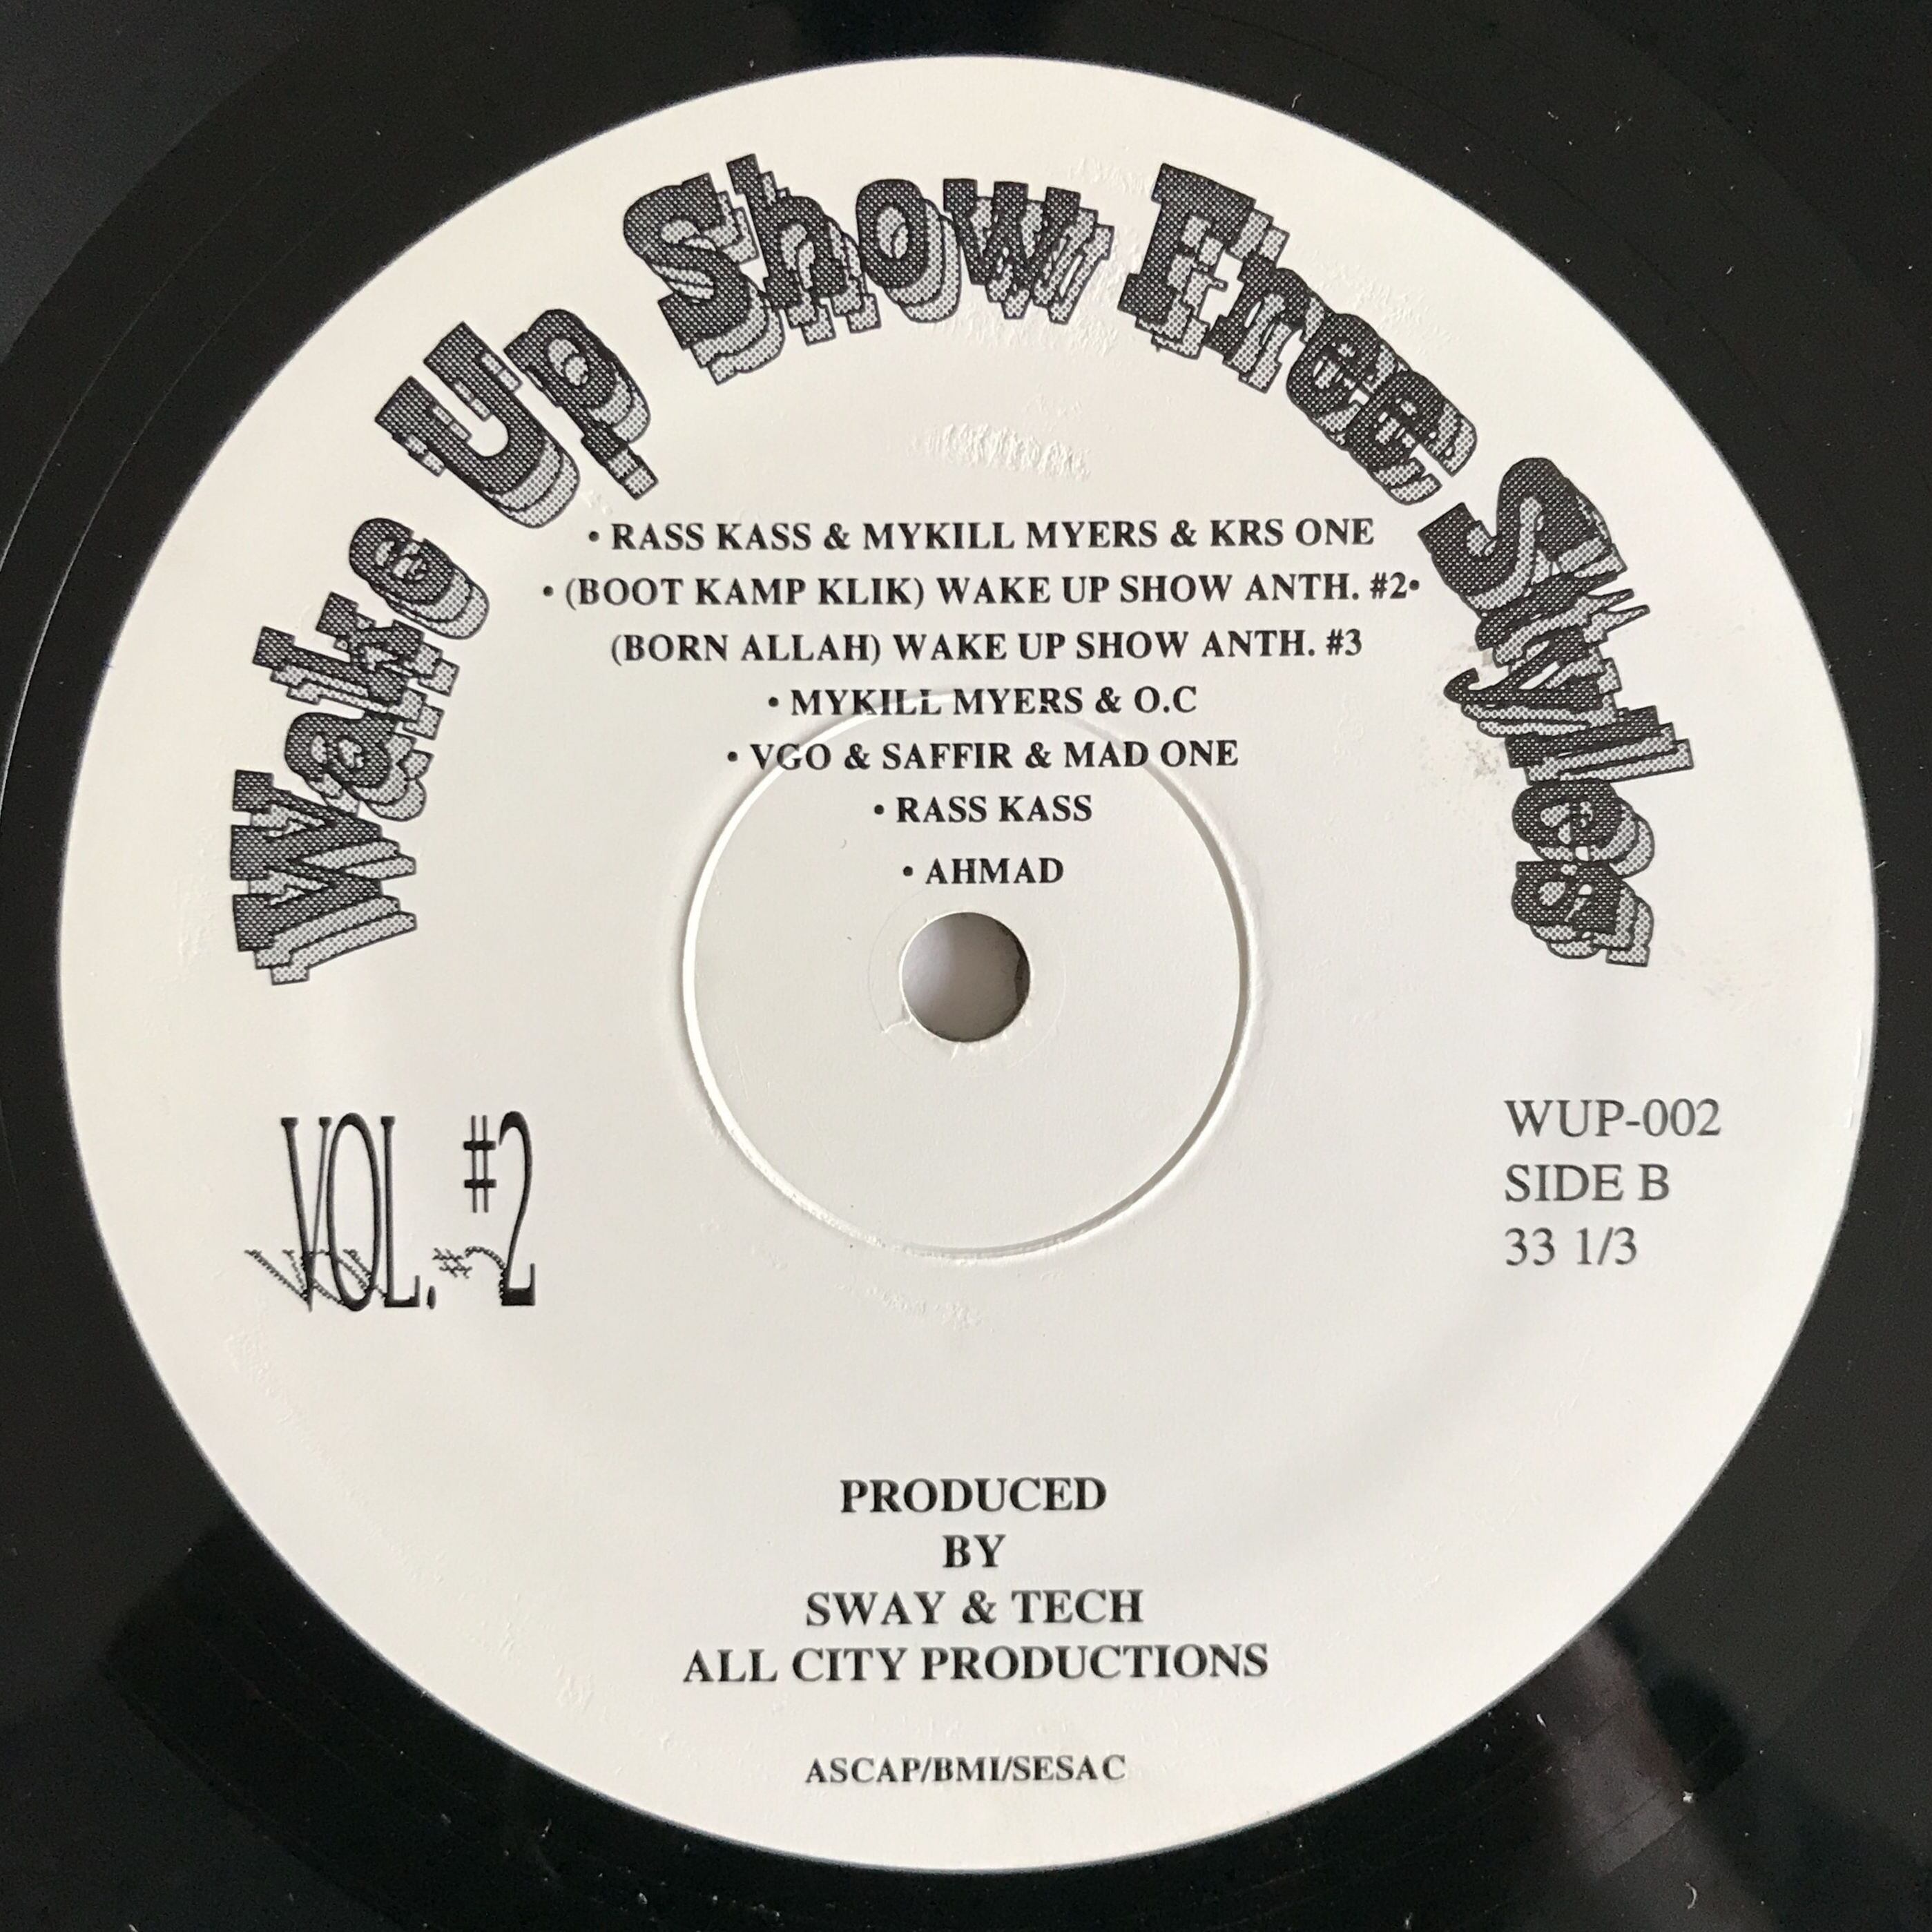 Wake Up Show Free Styles
• RASS KASS & MYKILL MYERS & KRS ONE
• (BOOT KAMP KLIK) WAKE UP SHOW ANTH. #2•
(BORN ALLAH) WAKE UP SHOW ANTH. #3
• MYKILL MYERS & O.C
• VGO & SAFFIR & MAD ONE
• RASS KASS
• AHMAD
VOL. #2
WUP-002
SIDE B
33 1/3
PRODUCED
BY
SWAY & TECH
ALL CITY PRODUCTIONS
ASCAP/BMI/SESAC